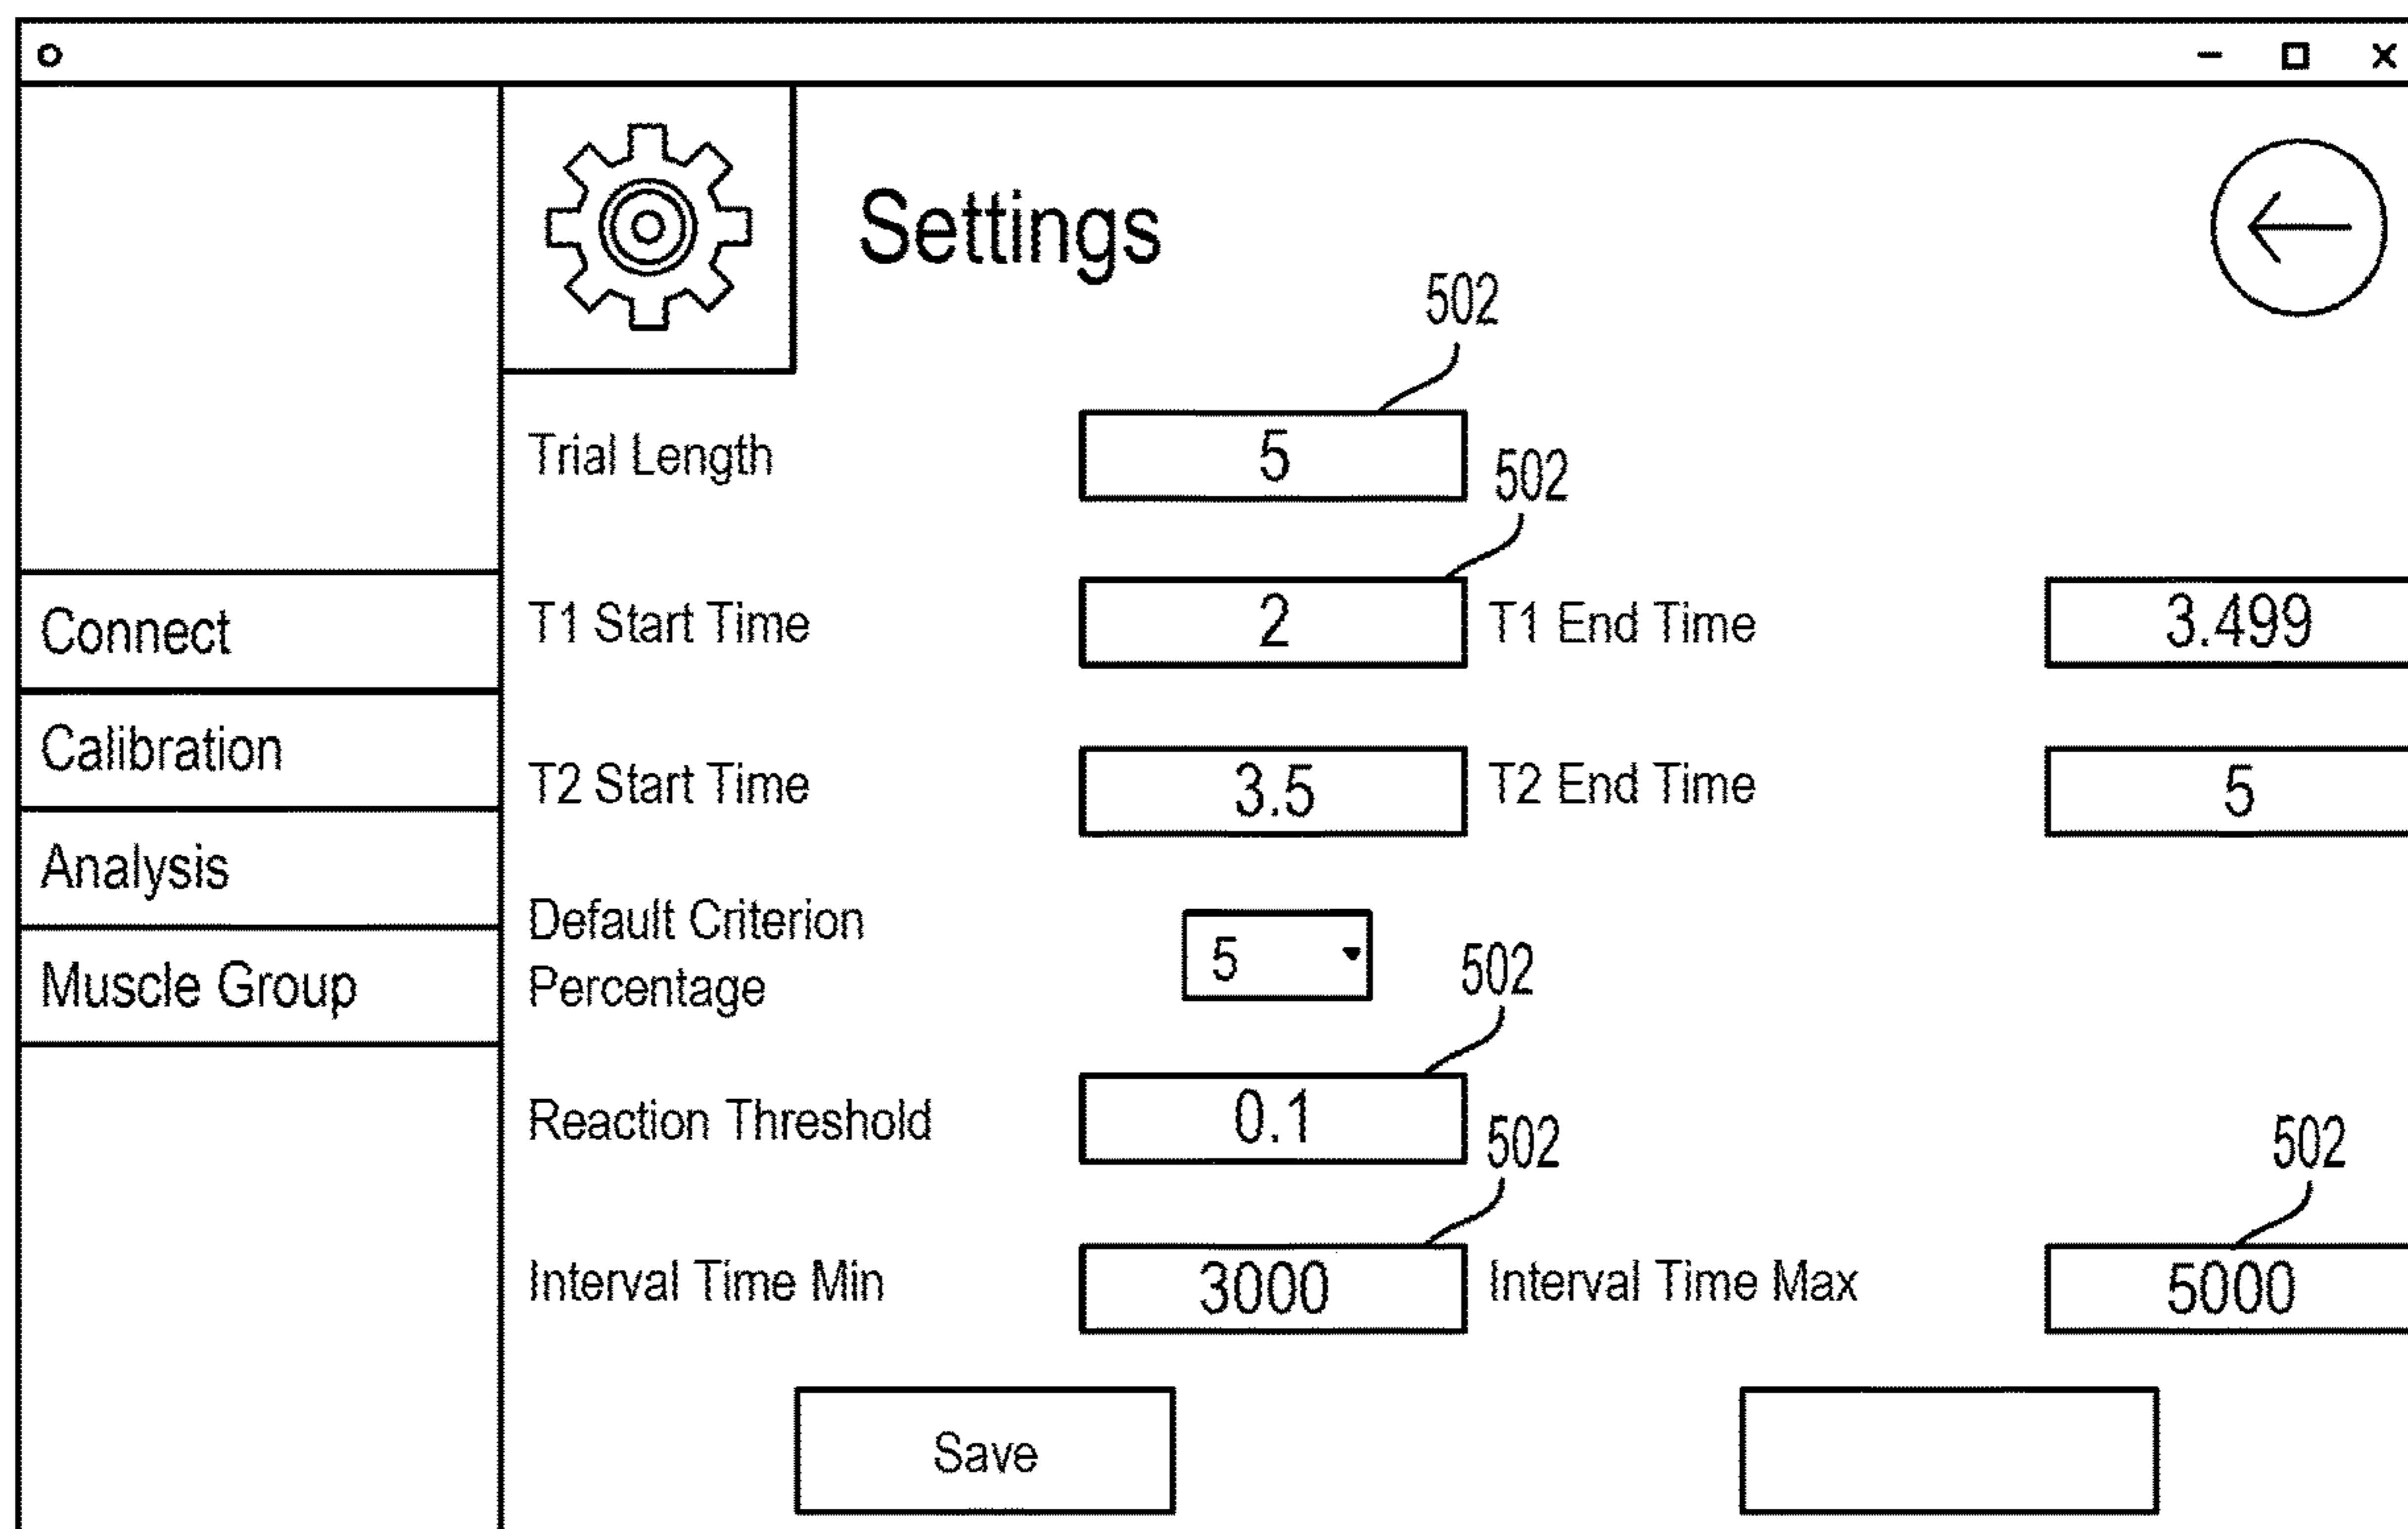 Settings
502
Trial Length 5
502
T1 Start Time 2 T1 End Time 3.499
T2 Start Time 3.5 T2 End Time 5
Default Criterion
Percentage 5
502
Reaction Threshold 0.1
502 502
Interval Time Min 3000 Interval Time Max 5000
Save
Connect
Calibration
Analysis
Muscle Group